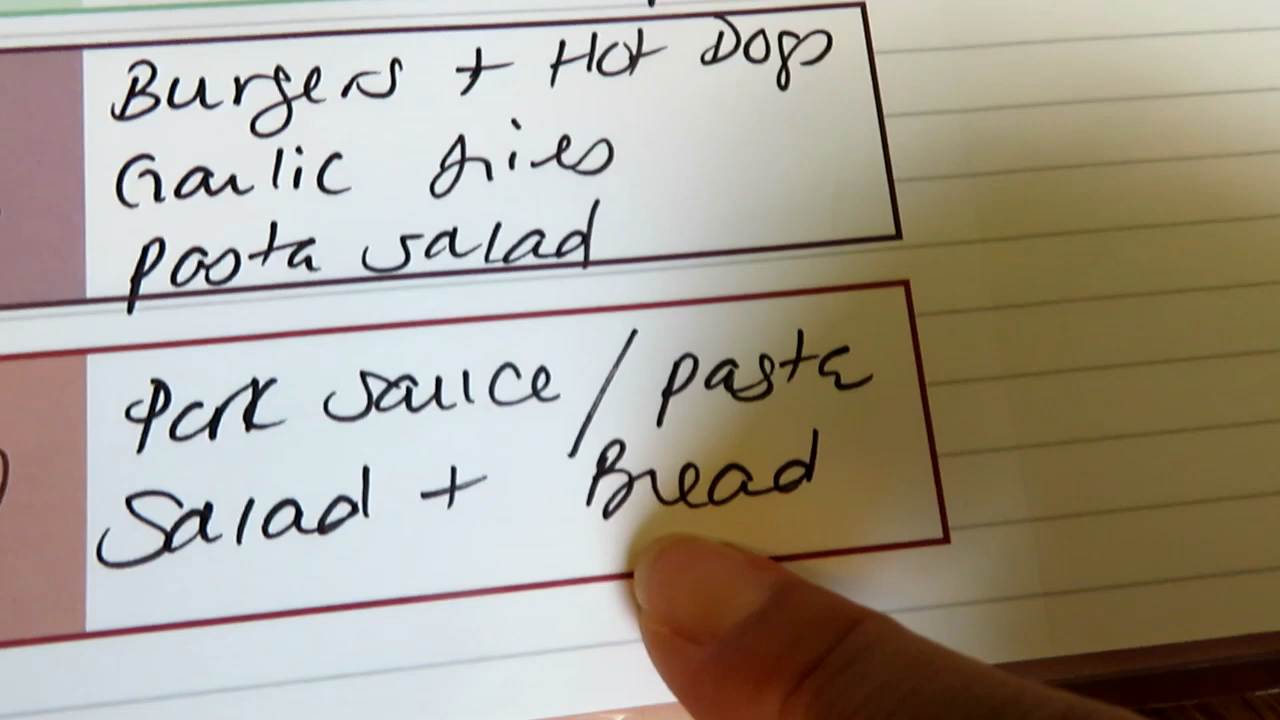 Burgers + Hot Dogs
Garlic fries
Pasta salad
Pork sauce / pasta
Salad + Bread